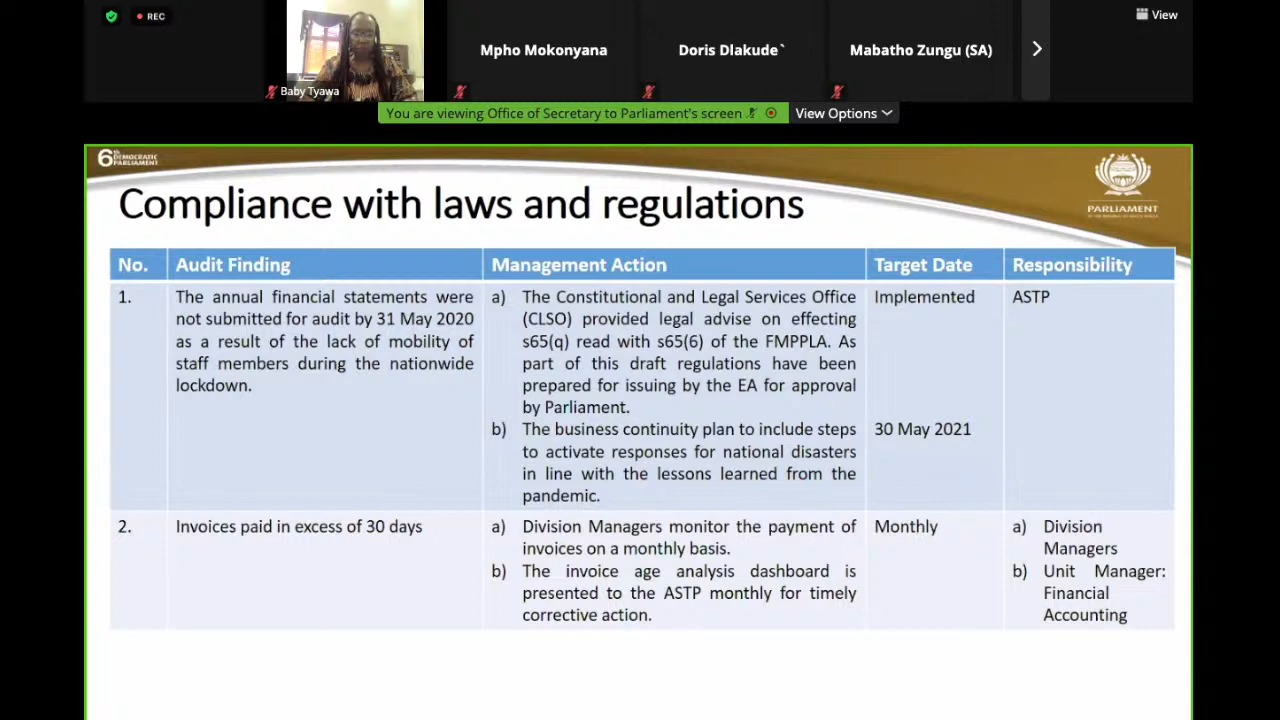 REC
View
Mpho Mokonyana
Doris Dlakude`
Mabatho Zungu (SA)
Baby Tyawa
You are viewing Office of Secretary to Parliament's screen
View Options
6th DEMOCRATIC
PARLIAMENT
PARLIAMENT
Compliance with laws and regulations
No.
Audit Finding
Management Action
Target Date
Responsibility
1.
The annual financial statements were
not submitted for audit by 31 May 2020
as a result of the lack of mobility of
staff members during the nationwide
lockdown.
a) The Constitutional and Legal Services Office
(CLSO) provided legal advise on effecting
s65(q) read with s65(6) of the FMPPLA. As
part of this draft regulations have been
prepared for issuing by the EA for approval
by Parliament.
b) The business continuity plan to include steps
to activate responses for national disasters
in line with the lessons learned from the
pandemic.
Implemented
30 May 2021
ASTP
2.
Invoices paid in excess of 30 days
a) Division Managers monitor the payment of
invoices on a monthly basis.
b) The invoice age analysis dashboard is
presented to the ASTP monthly for timely
corrective action.
Monthly
a) Division
Managers
b) Unit Manager:
Financial
Accounting